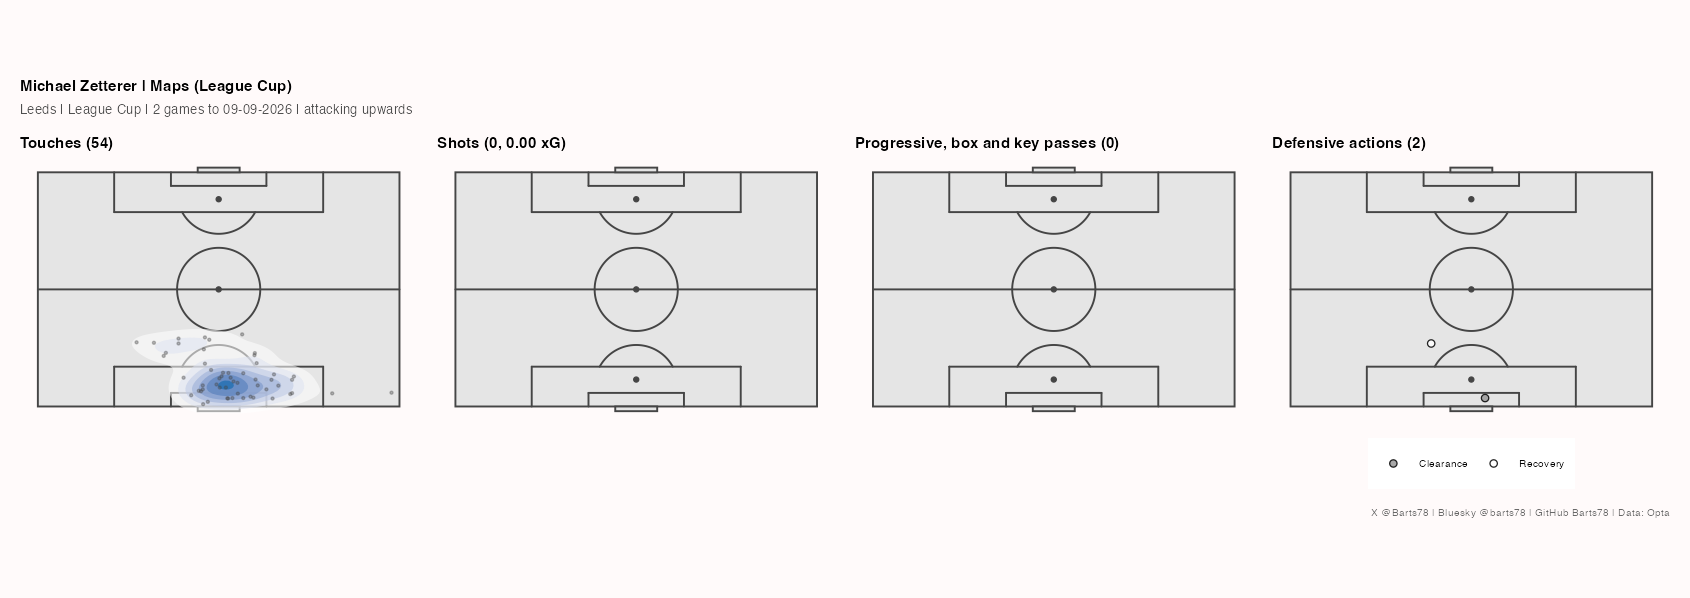 Michael Zetterer | Maps (League Cup)
Leeds | League Cup | 2 games to 09-09-2026 | attacking upwards
Touches (54)
Shots (0, 0.00 xG)
Progressive, box and key passes (0)
Defensive actions (2)
Clearance
Recovery
X @Barts78 | Bluesky @barts78 | GitHub Barts78 | Data: Opta